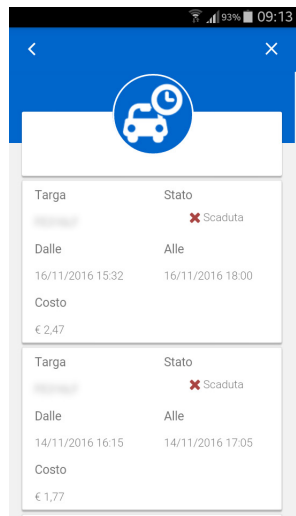 93% 09:13
Targa Stato
Scaduta
Dalle Alle
16/11/2016 15:32 16/11/2016 18:00
Costo
€ 2,47
Targa Stato
Scaduta
Dalle Alle
14/11/2016 16:15 14/11/2016 17:05
Costo
€ 1,77